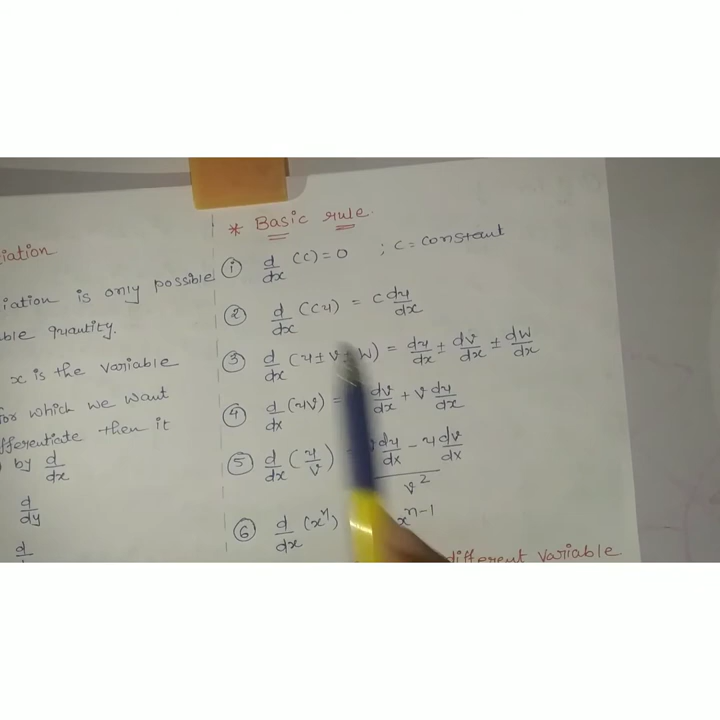 iation
iation is only possible
ble quantity.
x is the variable
for which we want
ifferentiate then it
by d/dx
d/dy
d
* Basic rule
① d/dx (c) = 0 ; c = constant
② d/dx (cu) = c du/dx
③ d/dx (u ± v ± w) = du/dx ± dv/dx ± dw/dx
④ d/dx (uv) = dv/dx + v du/dx
⑤ d/dx (u/v) = du/dx - u dv/dx / v²
⑥ d/dx (xⁿ) xⁿ⁻¹
different variable